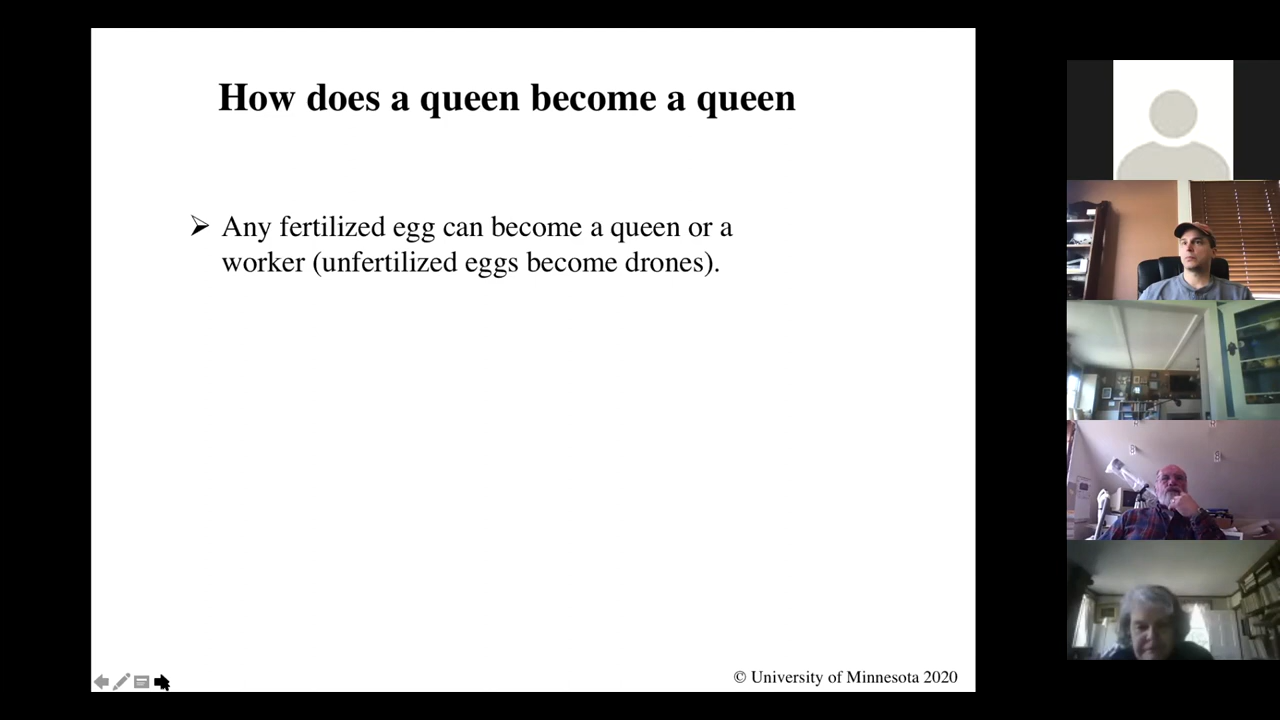 How does a queen become a queen
Any fertilized egg can become a queen or a
worker (unfertilized eggs become drones).
© University of Minnesota 2020